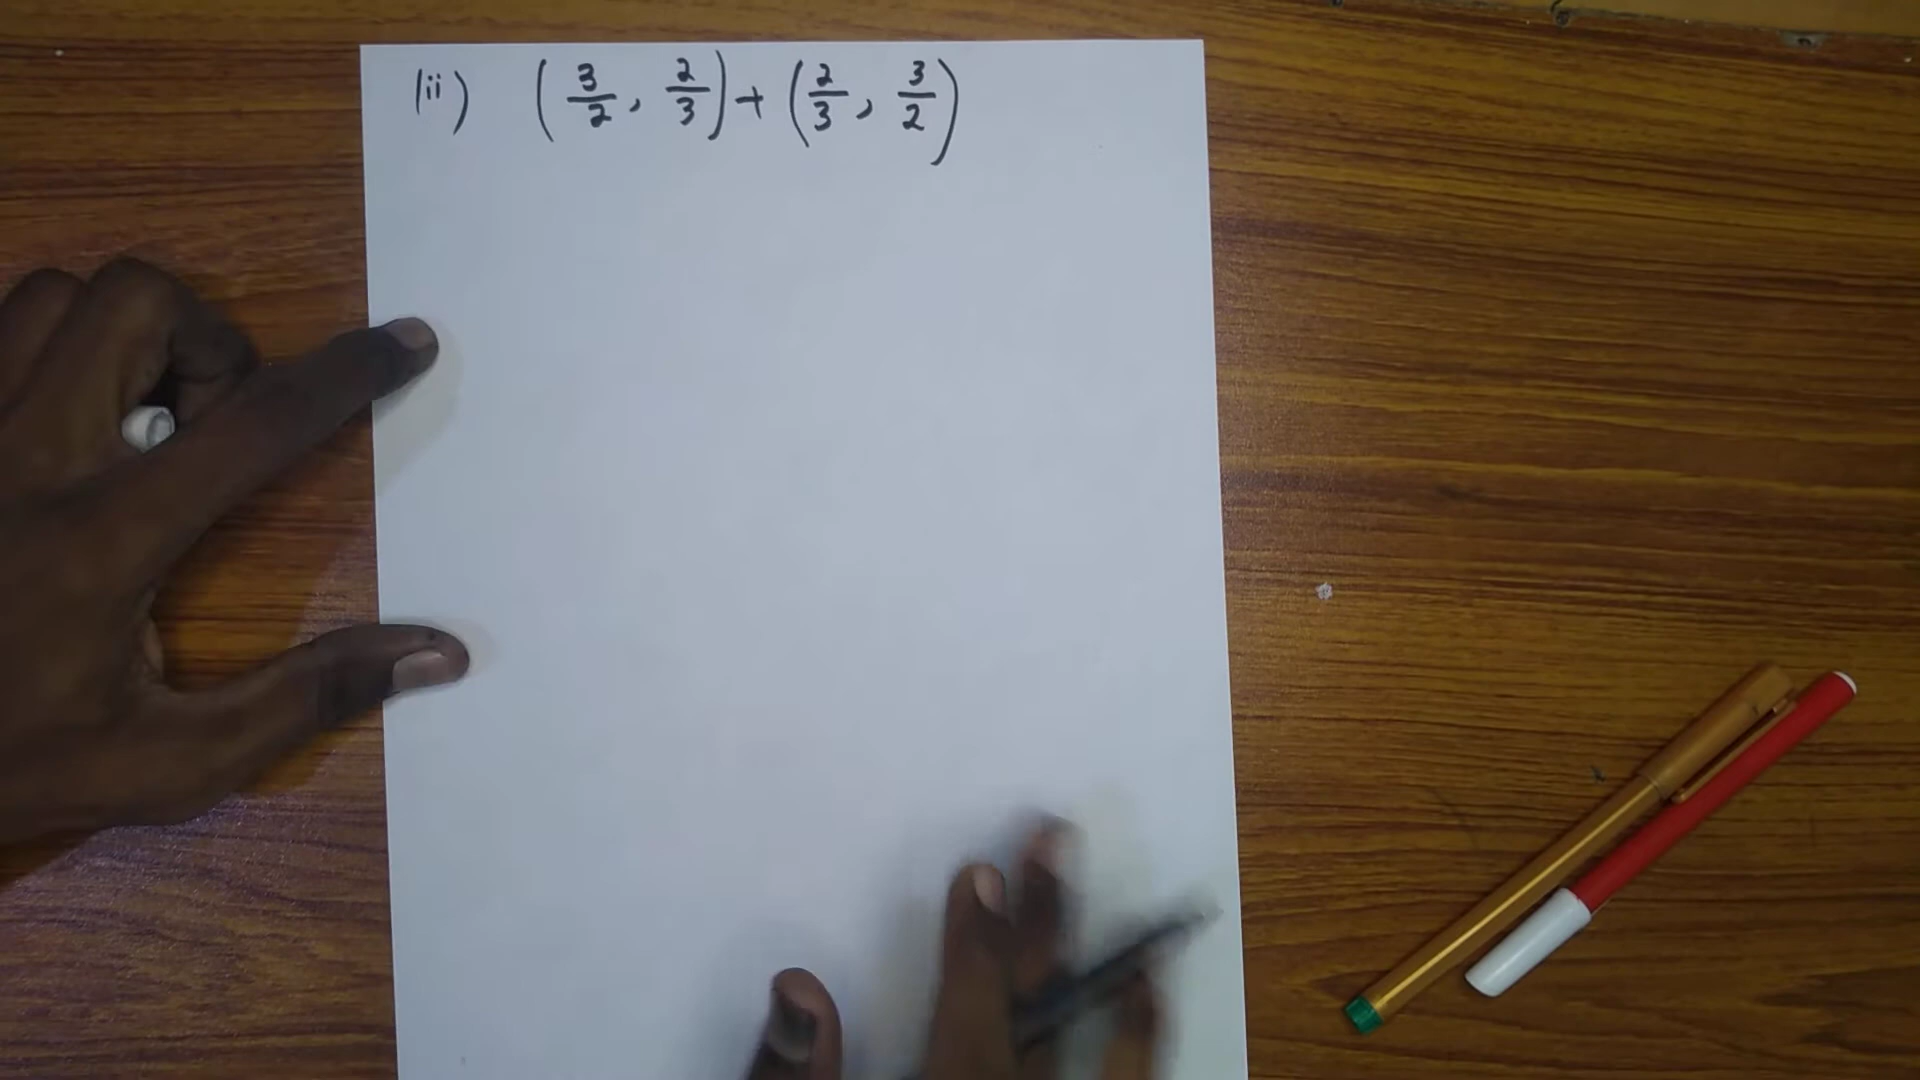 (ii) (3/2, 2/3) + (2/3, 3/2)